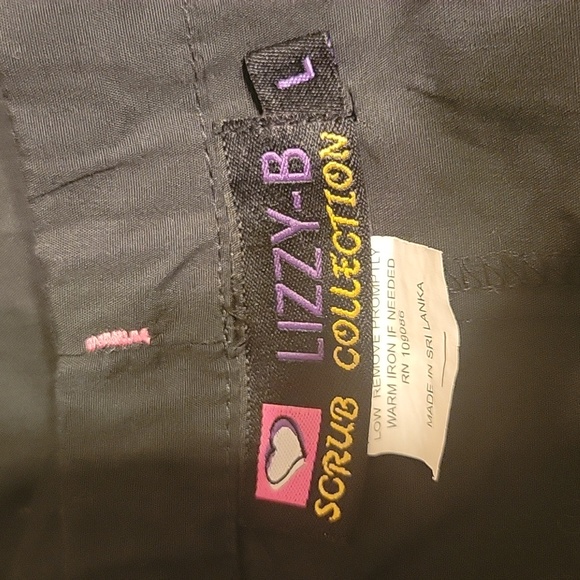 L
LIZZY-B
SCRUB COLLECTION
LOW REMOVE PROMPTLY
WARM IRON IF NEEDED
RN 109086
MADE IN SRI LANKA